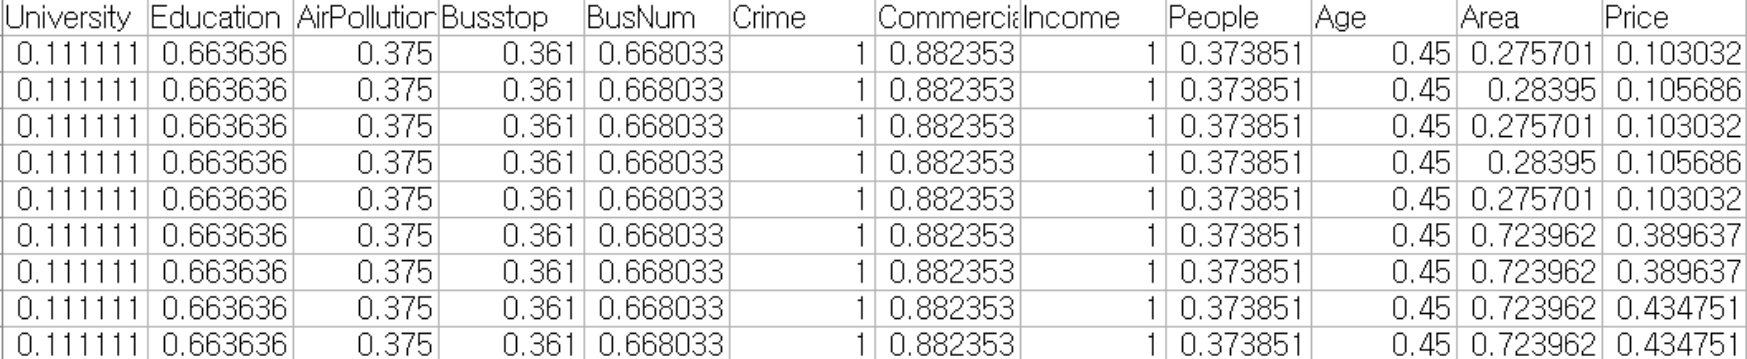 University Education AirPollution Busstop BusNum Crime Commercia Income People Age Area Price
0.111111 0.663636 0.375 0.361 0.668033 1 0.882353 1 0.373851 0.45 0.275701 0.103032
0.111111 0.663636 0.375 0.361 0.668033 1 0.882353 1 0.373851 0.45 0.28395 0.105686
0.111111 0.663636 0.375 0.361 0.668033 1 0.882353 1 0.373851 0.45 0.275701 0.103032
0.111111 0.663636 0.375 0.361 0.668033 1 0.882353 1 0.373851 0.45 0.28395 0.105686
0.111111 0.663636 0.375 0.361 0.668033 1 0.882353 1 0.373851 0.45 0.275701 0.103032
0.111111 0.663636 0.375 0.361 0.668033 1 0.882353 1 0.373851 0.45 0.723962 0.389637
0.111111 0.663636 0.375 0.361 0.668033 1 0.882353 1 0.373851 0.45 0.723962 0.389637
0.111111 0.663636 0.375 0.361 0.668033 1 0.882353 1 0.373851 0.45 0.723962 0.434751
0.111111 0.663636 0.375 0.361 0.668033 1 0.882353 1 0.373851 0.45 0.723962 0.434751